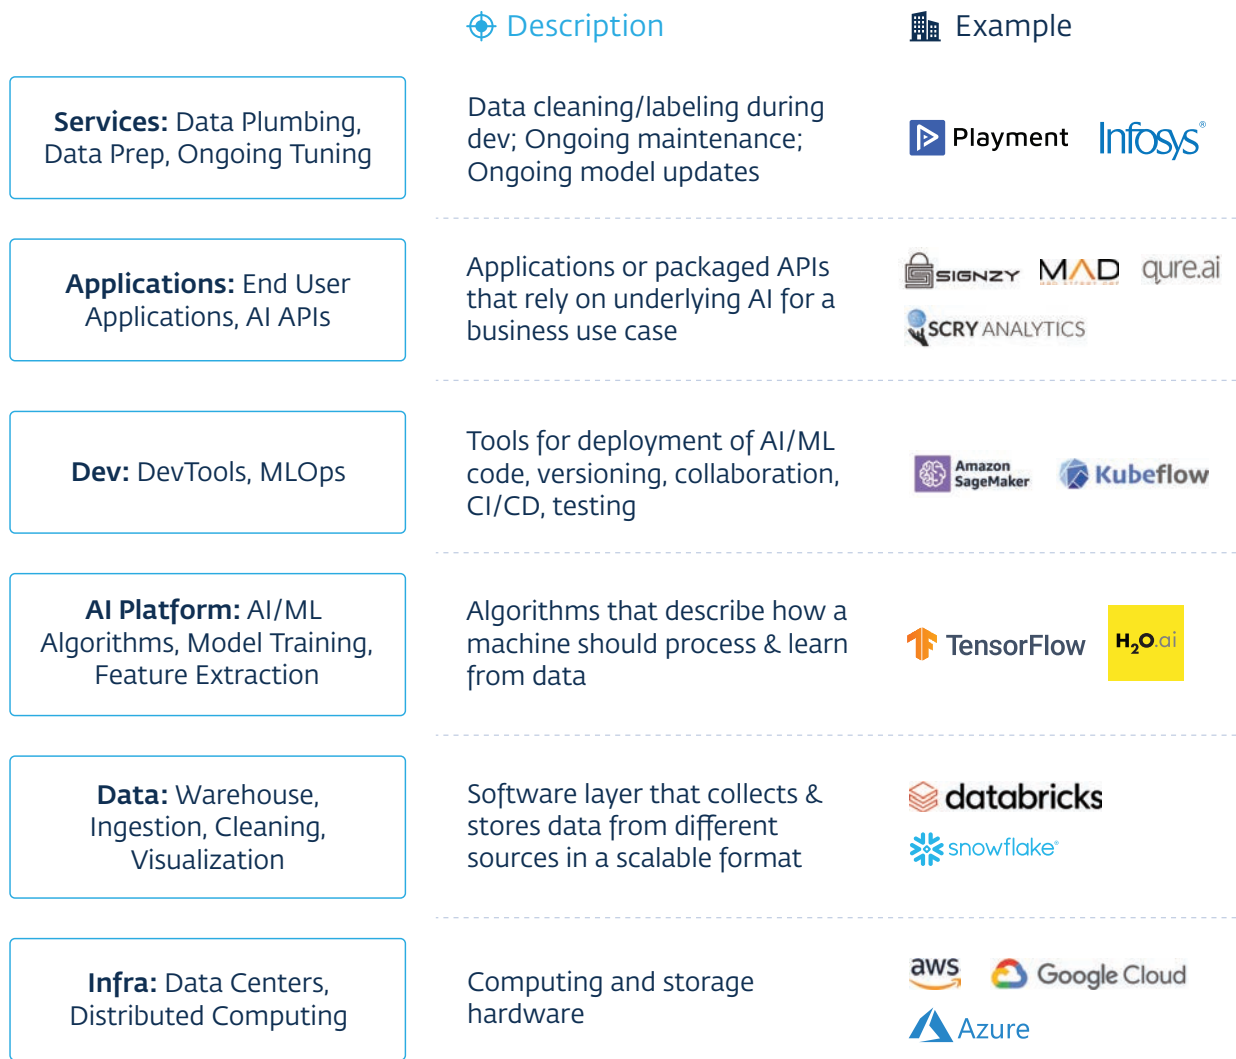 Description
Example
Services: Data Plumbing,
Data Prep, Ongoing Tuning
Data cleaning/labeling during
dev; Ongoing maintenance;
Ongoing model updates
Playment
Infosys®
Applications: End User
Applications, AI APIs
Applications or packaged APIs
that rely on underlying AI for a
business use case
SIGNZY
MAD
qure.ai
SCRY ANALYTICS
Dev: DevTools, MLOps
Tools for deployment of AI/ML
code, versioning, collaboration,
CI/CD, testing
Amazon
SageMaker
Kubeflow
AI Platform: AI/ML
Algorithms, Model Training,
Feature Extraction
Algorithms that describe how a
machine should process & learn
from data
TensorFlow
H2O.ai
Data: Warehouse,
Ingestion, Cleaning,
Visualization
Software layer that collects &
stores data from different
sources in a scalable format
databricks
snowflake®
Infra: Data Centers,
Distributed Computing
Computing and storage
hardware
aws
Google Cloud
Azure